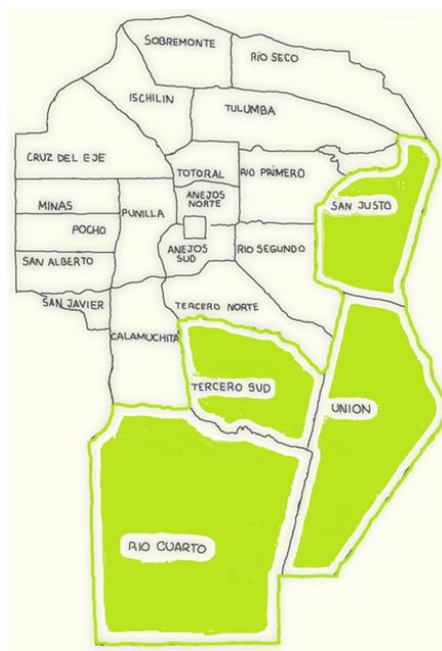 SOBREMONTE
RÍO SECO
ISCHILIN
TULUMBA
CRUZ DEL EJE
TOTORAL
RIO PRIMERO
MINAS
PUNILLA
ANEJOS
NORTE
SAN JUSTO
POCHO
ANEJOS
SUD
RIO SEGUNDO
SAN ALBERTO
SAN JAVIER
TERCERO NORTE
CALAMUCHITA
TERCERO SUD
UNION
RIO CUARTO